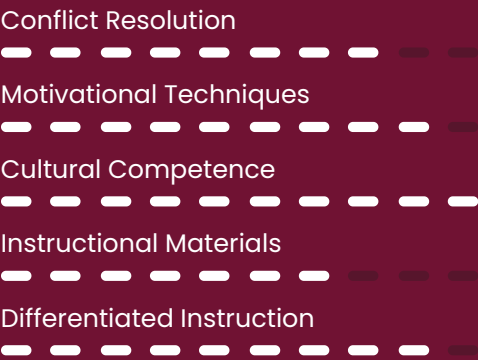 Conflict Resolution
Motivational Techniques
Cultural Competence
Instructional Materials
Differentiated Instruction